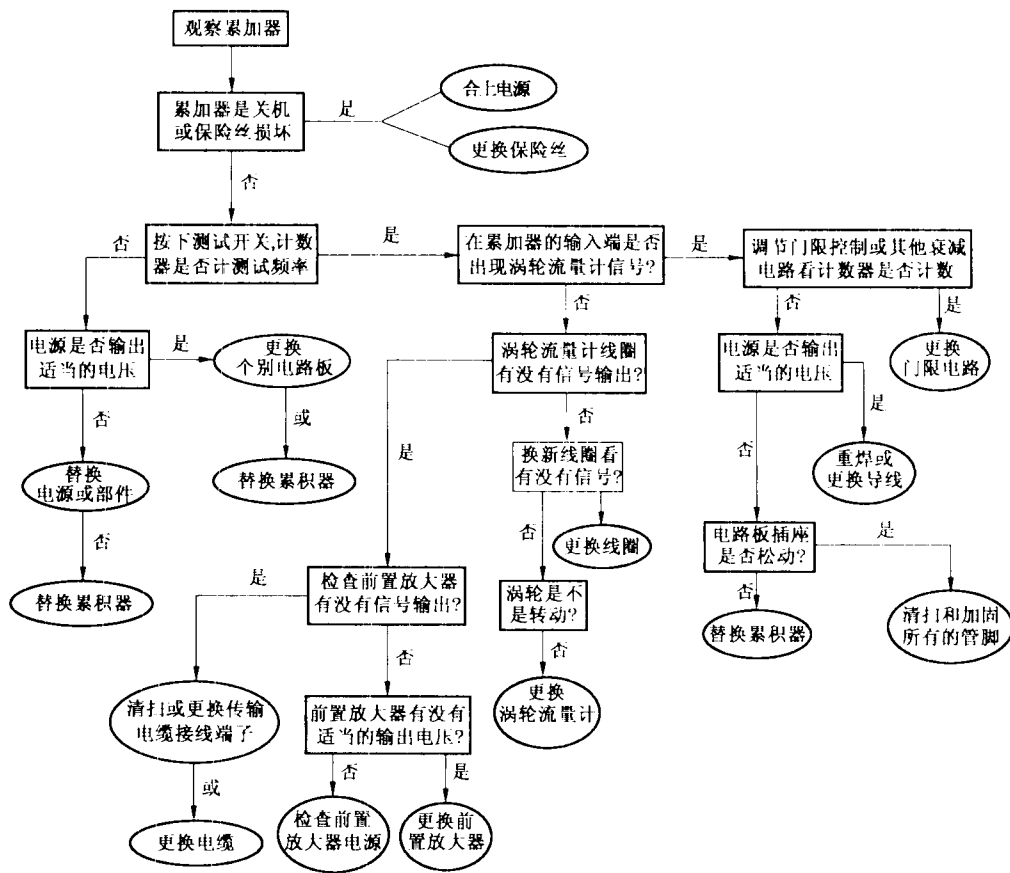 观察累加器
累加器是关机
或保险丝损坏
是
合上电源
更换保险丝
否
否
按下测试开关,计数
器是否计测试频率
是
在累加器的输入端是否
出现涡轮流量计信号?
是
调节门限控制或其他衰减
电路看计数器是否计数
否
否
是
电源是否输出
适当的电压
是
更换
个别电路板
涡轮流量计线圈
有没有信号输出?
电源是否输出
适当的电压
更换
门限电路
否
或
是
否
否
是
替换
电源或部件
替换累积器
换新线圈看
有没有信号?
重焊或
更换导线
否
否
更换线圈
电路板插座
是否松动?
是
替换累积器
是
检查前置放大器
有没有信号输出?
涡轮是不
是转动?
否
替换累积器
清扫和加固
所有的管脚
否
否
清扫或更换传输
电缆接线端子
前置放大器有没有
适当的输出电压?
更换
涡轮流量计
或
否
是
更换电缆
检查前置
放大器电源
更换前
置放大器